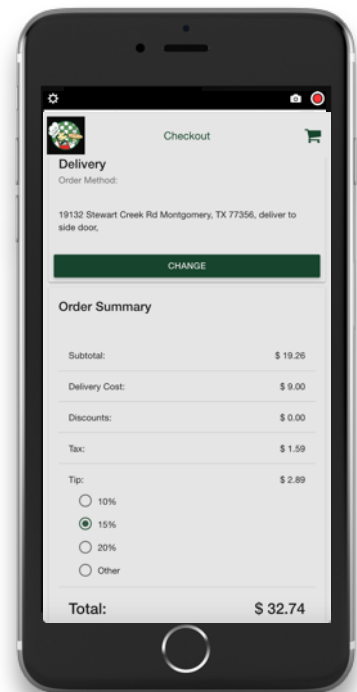 Checkout
Delivery
Order Method:
19132 Stewart Creek Rd Montgomery, TX 77356, deliver to
side door,
CHANGE
Order Summary
Subtotal: $ 19.26
Delivery Cost: $ 9.00
Discounts: $ 0.00
Tax: $ 1.59
Tip: $ 2.89
10%
15%
20%
Other
Total: $ 32.74